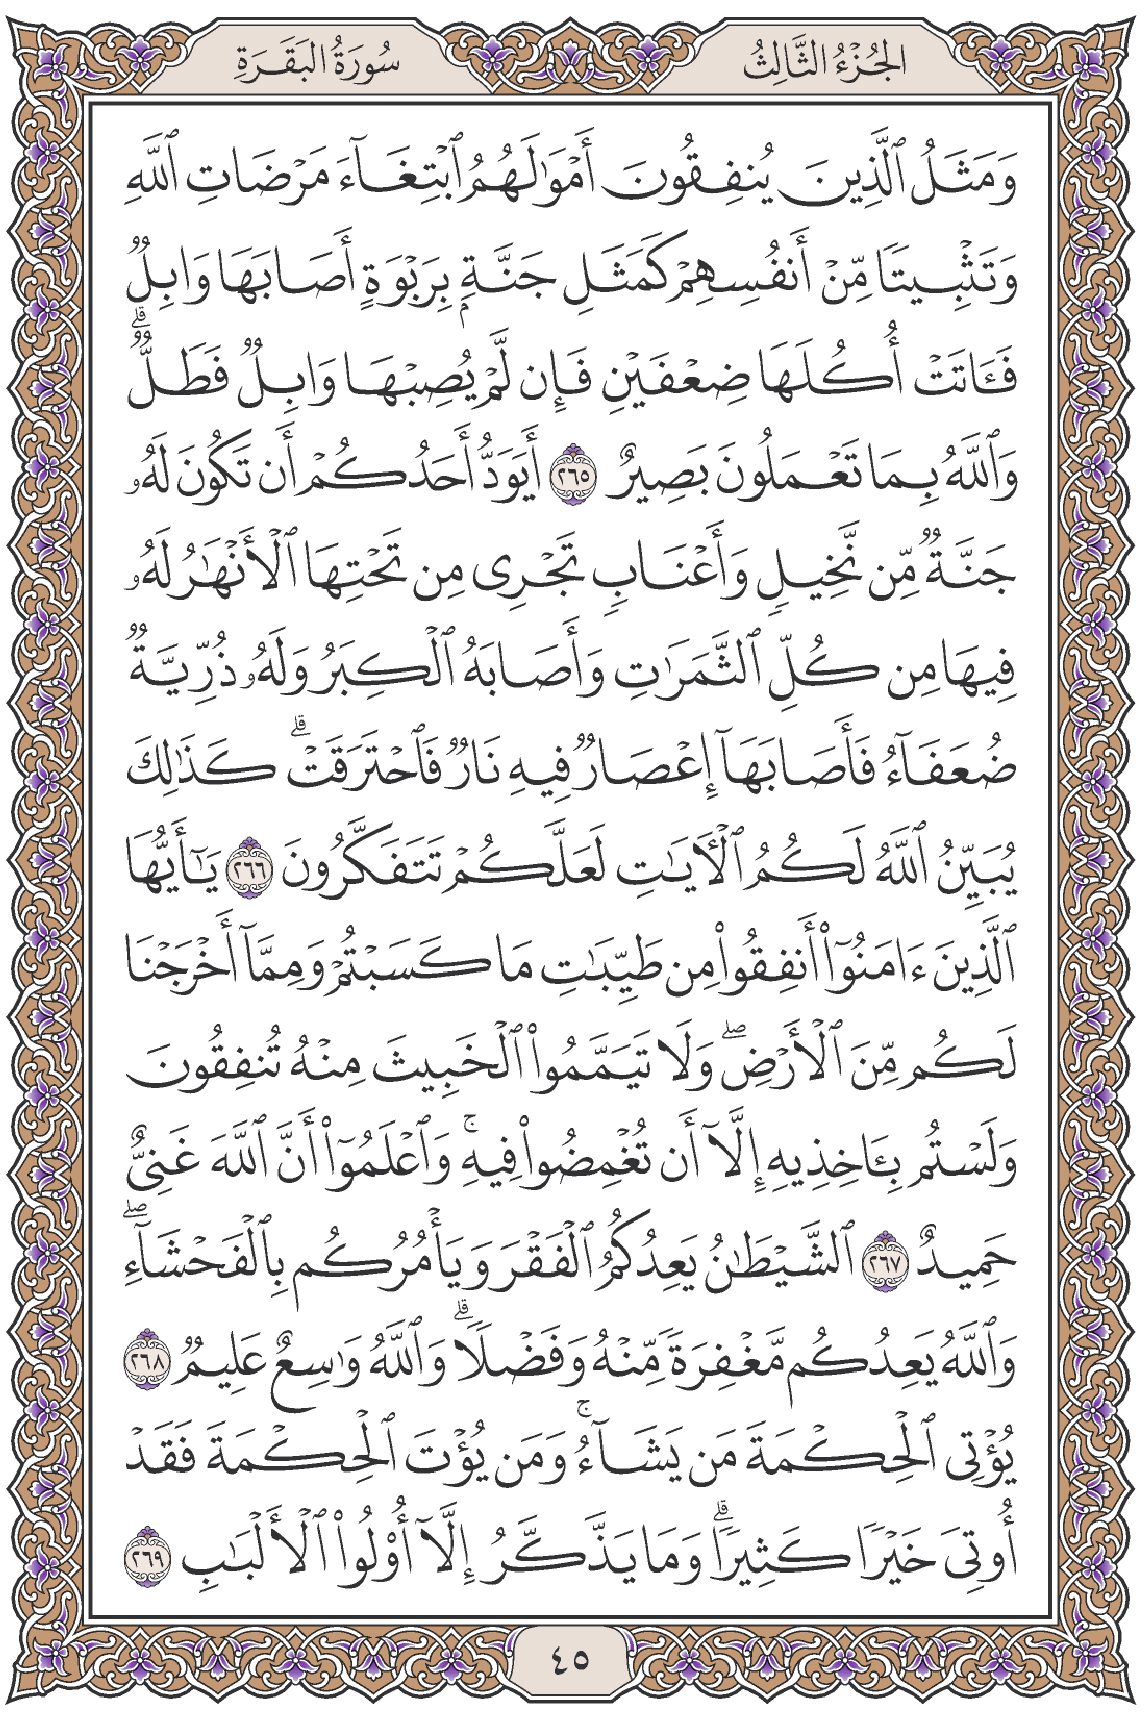 الجُزْءُ الثَّالِثُ
سُورَةُ البَقَرَةِ
وَمَثَلُ ٱلَّذِينَ يُنفِقُونَ أَمْوَٰلَهُمُ ٱبْتِغَآءَ مَرْضَاتِ ٱللَّهِ
وَتَثْبِيتًا مِّنْ أَنفُسِهِمْ كَمَثَلِ جَنَّةٍۭ بِرَبْوَةٍ أَصَابَهَا وَابِلٌ
فَـَٔاتَتْ أُكُلَهَا ضِعْفَيْنِ فَإِن لَّمْ يُصِبْهَا وَابِلٌ فَطَلٌّ ۗ
وَٱللَّهُ بِمَا تَعْمَلُونَ بَصِيرٌ ٢٦٥ أَيَوَدُّ أَحَدُكُمْ أَن تَكُونَ لَهُۥ
جَنَّةٌ مِّن نَّخِيلٍ وَأَعْنَابٍ تَجْرِى مِن تَحْتِهَا ٱلْأَنْهَٰرُ لَهُۥ
فِيهَا مِن كُلِّ ٱلثَّمَرَٰتِ وَأَصَابَهُ ٱلْكِبَرُ وَلَهُۥ ذُرِّيَّةٌ
ضُعَفَآءُ فَأَصَابَهَآ إِعْصَارٌ فِيهِ نَارٌ فَٱحْتَرَقَتْ ۗ كَذَٰلِكَ
يُبَيِّنُ ٱللَّهُ لَكُمُ ٱلْـَٔايَٰتِ لَعَلَّكُمْ تَتَفَكَّرُونَ ٢٦٦ يَٰٓأَيُّهَا
ٱلَّذِينَ ءَامَنُوٓا۟ أَنفِقُوا۟ مِن طَيِّبَٰتِ مَا كَسَبْتُمْ وَمِمَّآ أَخْرَجْنَا
لَكُم مِّنَ ٱلْأَرْضِ ۖ وَلَا تَيَمَّمُوا۟ ٱلْخَبِيثَ مِنْهُ تُنفِقُونَ
وَلَسْتُم بِـَٔاخِذِيهِ إِلَّآ أَن تُغْمِضُوا۟ فِيهِ ۚ وَٱعْلَمُوٓا۟ أَنَّ ٱللَّهَ غَنِىٌّ
حَمِيدٌ ٢٦٧ ٱلشَّيْطَٰنُ يَعِدُكُمُ ٱلْفَقْرَ وَيَأْمُرُكُم بِٱلْفَحْشَآءِ ۖ
وَٱللَّهُ يَعِدُكُم مَّغْفِرَةً مِّنْهُ وَفَضْلًا ۗ وَٱللَّهُ وَٰسِعٌ عَلِيمٌ ٢٦٨
يُؤْتِى ٱلْحِكْمَةَ مَن يَشَآءُ ۚ وَمَن يُؤْتَ ٱلْحِكْمَةَ فَقَدْ
أُوتِىَ خَيْرًا كَثِيرًا ۗ وَمَا يَذَّكَّرُ إِلَّآ أُو۟لُوا۟ ٱلْأَلْبَٰبِ ٢٦٩
٤٥